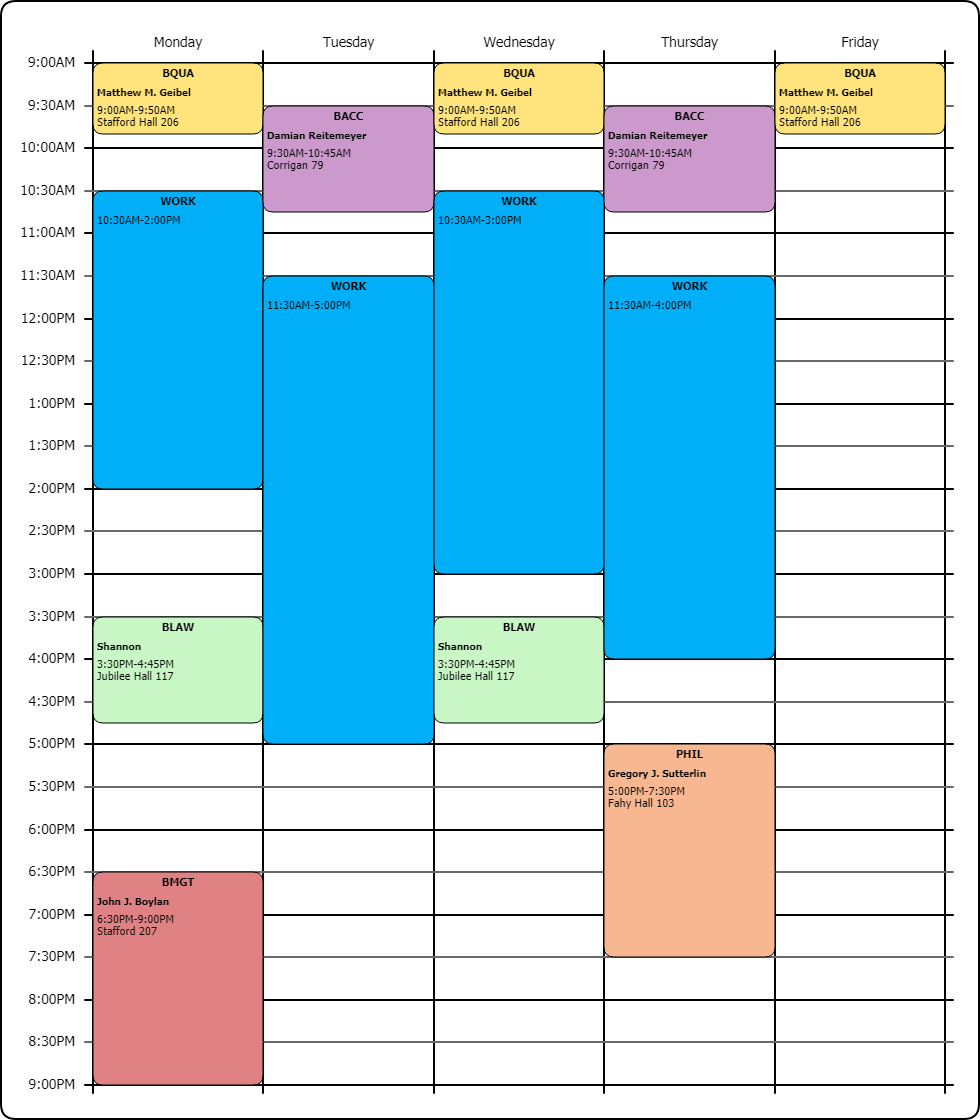 Monday Tuesday Wednesday Thursday Friday
9:00AM
9:30AM
10:00AM
10:30AM
11:00AM
11:30AM
12:00PM
12:30PM
1:00PM
1:30PM
2:00PM
2:30PM
3:00PM
3:30PM
4:00PM
4:30PM
5:00PM
5:30PM
6:00PM
6:30PM
7:00PM
7:30PM
8:00PM
8:30PM
9:00PM
BQUA
Matthew M. Geibel
9:00AM-9:50AM
Stafford Hall 206
WORK
10:30AM-2:00PM
BLAW
Shannon
3:30PM-4:45PM
Jubilee Hall 117
BMGT
John J. Boylan
6:30PM-9:00PM
Stafford 207
BACC
Damian Reitemeyer
9:30AM-10:45AM
Corrigan 79
WORK
11:30AM-5:00PM
BQUA
Matthew M. Geibel
9:00AM-9:50AM
Stafford Hall 206
WORK
10:30AM-3:00PM
BLAW
Shannon
3:30PM-4:45PM
Jubilee Hall 117
BACC
Damian Reitemeyer
9:30AM-10:45AM
Corrigan 79
WORK
11:30AM-4:00PM
PHIL
Gregory J. Sutterlin
5:00PM-7:30PM
Fahy Hall 103
BQUA
Matthew M. Geibel
9:00AM-9:50AM
Stafford Hall 206